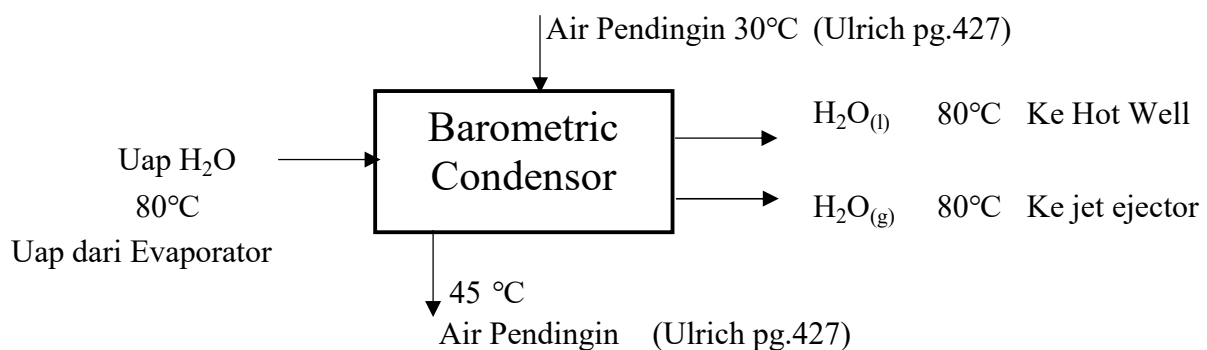 Air Pendingin 30°C (Ulrich pg.427)
Barometric
Condensor
H₂O₍ₗ₎ 80°C Ke Hot Well
Uap H₂O
80°C
Uap dari Evaporator
H₂O₍g₎ 80°C Ke jet ejector
45 °C
Air Pendingin (Ulrich pg.427)